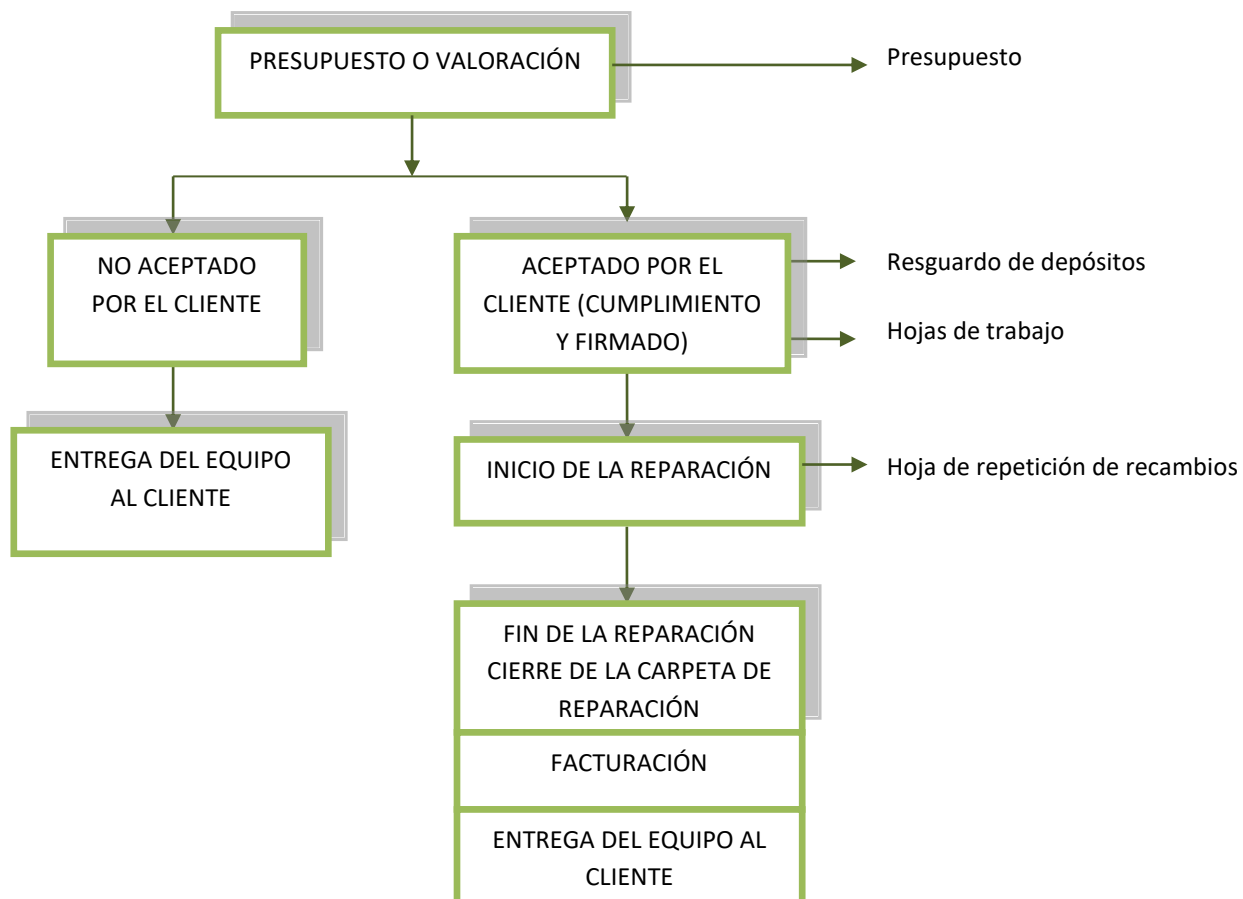 PRESUPUESTO O VALORACIÓN
Presupuesto
NO ACEPTADO
POR EL CLIENTE
ACEPTADO POR EL
CLIENTE (CUMPLIMIENTO
Y FIRMADO)
Resguardo de depósitos
Hojas de trabajo
ENTREGA DEL EQUIPO
AL CLIENTE
INICIO DE LA REPARACIÓN
Hoja de repetición de recambios
FIN DE LA REPARACIÓN
CIERRE DE LA CARPETA DE
REPARACIÓN
FACTURACIÓN
ENTREGA DEL EQUIPO AL
CLIENTE